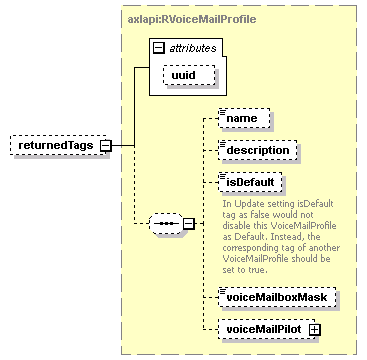 axlapi:RVoiceMailProfile
attributes
uuid
returnedTags
name
description
isDefault
In Update setting isDefault
tag as false would not
disable this VoiceMailProfile
as Default. Instead, the
corresponding tag of another
VoiceMailProfile should be
set to true.
voiceMailboxMask
voiceMailPilot